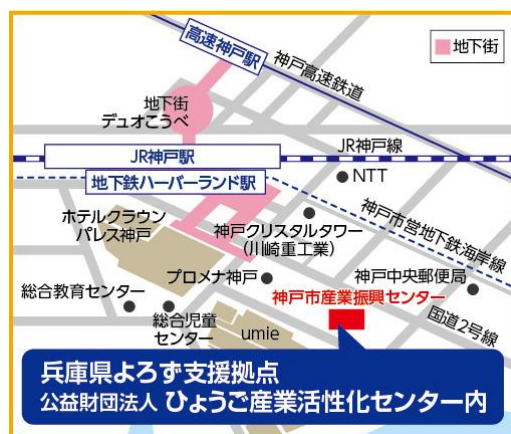 高速神戸駅
地下街
神戸高速鉄道
地下街
デュオこうべ
JR神戸線
JR神戸駅
NTT
地下鉄ハーバーランド駅
神戸市営地下鉄海岸線
ホテルクラウン
パレス神戸
神戸クリスタルタワー
(川崎重工業)
プロメナ神戸
神戸中央郵便局
総合教育センター
神戸市産業振興センター
総合児童
センター
umie
国道2号線
兵庫県よろず支援拠点
公益財団法人 ひょうご産業活性化センター内